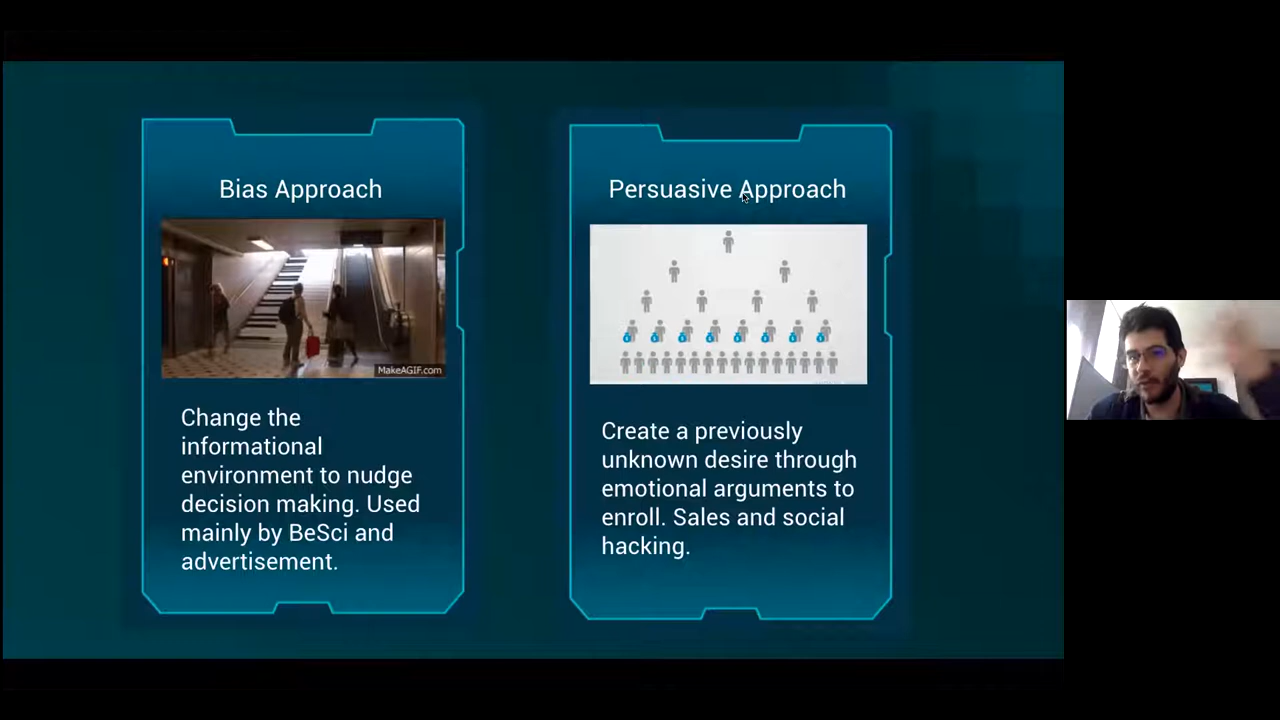 Bias Approach
MakeAGIF.com
Change the
informational
environment to nudge
decision making. Used
mainly by BeSci and
advertisement.
Persuasive Approach
Create a previously
unknown desire through
emotional arguments to
enroll. Sales and social
hacking.